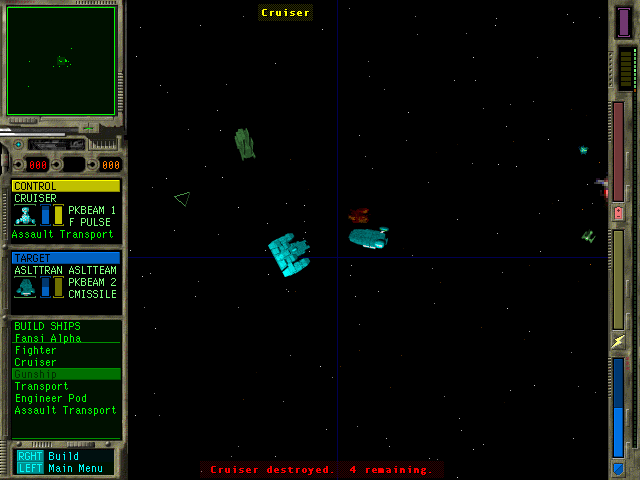 Cruiser
000 000
CONTROL
CRUISER
PKBEAM 1
F PULSE
Assault Transport
TARGET
ASLTTRAN ASLTTEAM
PKBEAM 2
CMISSILE
BUILD SHIPS
Fansi Alpha
Fighter
Cruiser
Gunship
Transport
Engineer Pod
Assault Transport
RGHT Build
LEFT Main Menu
Cruiser destroyed. 4 remaining.